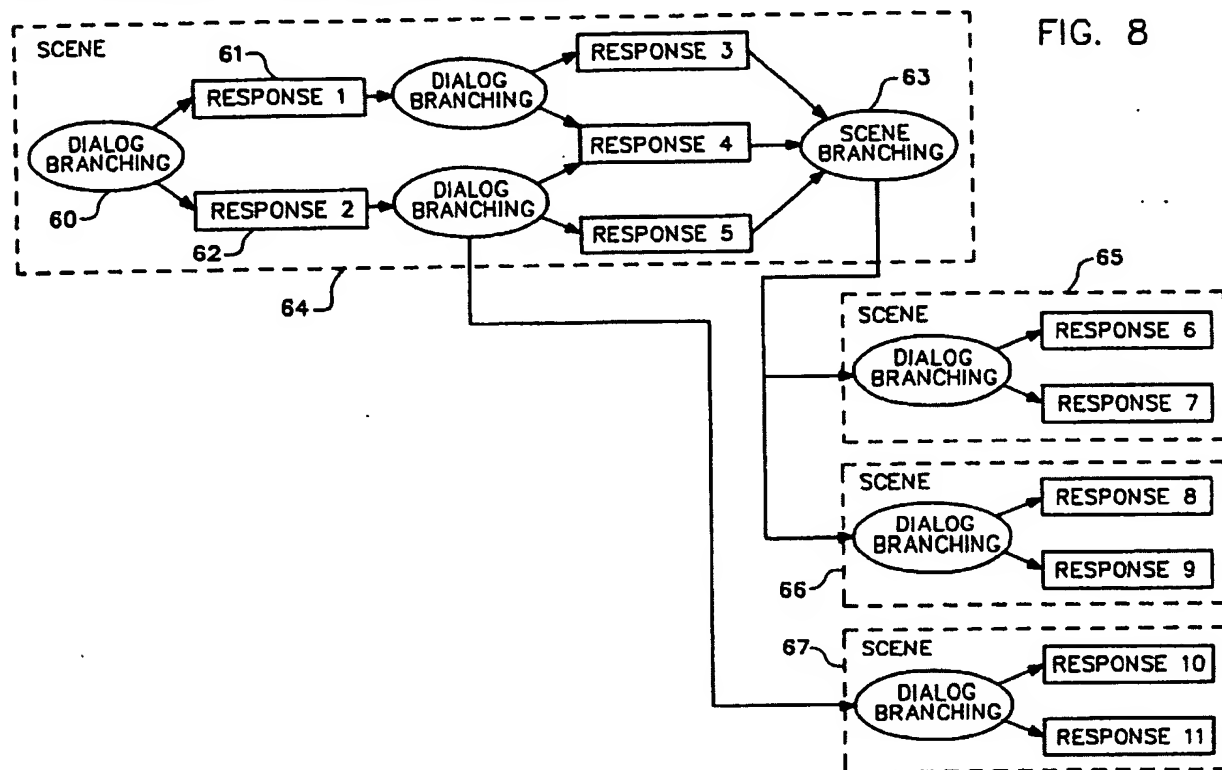 FIG. 8
SCENE
61
RESPONSE 1
DIALOG
BRANCHING
RESPONSE 3
63
DIALOG
BRANCHING
60
RESPONSE 4
SCENE
BRANCHING
RESPONSE 2
62
DIALOG
BRANCHING
RESPONSE 5
64
65
SCENE
DIALOG
BRANCHING
RESPONSE 6
RESPONSE 7
SCENE
DIALOG
BRANCHING
RESPONSE 8
RESPONSE 9
66
67
SCENE
DIALOG
BRANCHING
RESPONSE 10
RESPONSE 11